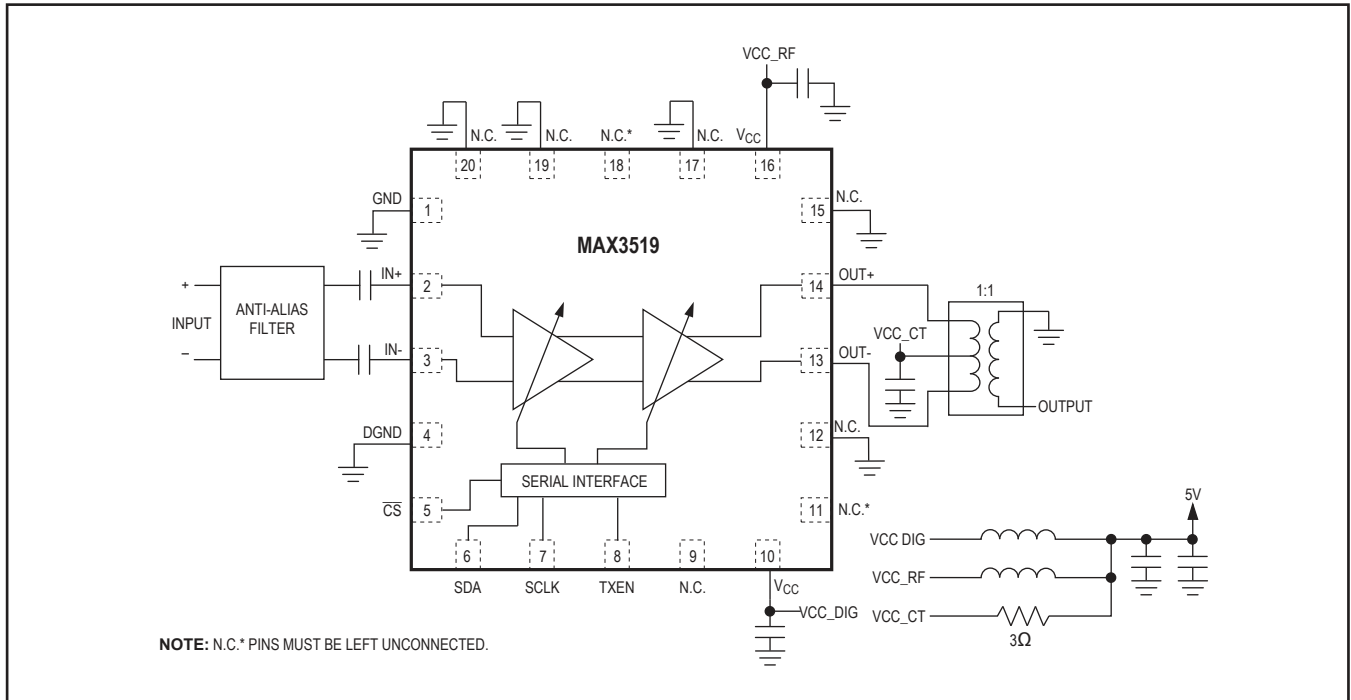 VCC_RF
N.C.
N.C.
N.C.*
N.C.
VCC
20
19
18
17
16
GND
1
15
N.C.
MAX3519
+
INPUT
−
ANTI-ALIAS
FILTER
IN+
2
14
OUT+
1:1
IN-
3
13
OUT-
VCC_CT
OUTPUT
DGND
4
12
N.C.
SERIAL INTERFACE
CS
5
11
N.C.*
6
7
8
9
10
SDA
SCLK
TXEN
N.C.
VCC
VCC_DIG
5V
VCC DIG
VCC_RF
VCC_CT
3Ω
NOTE: N.C.* PINS MUST BE LEFT UNCONNECTED.